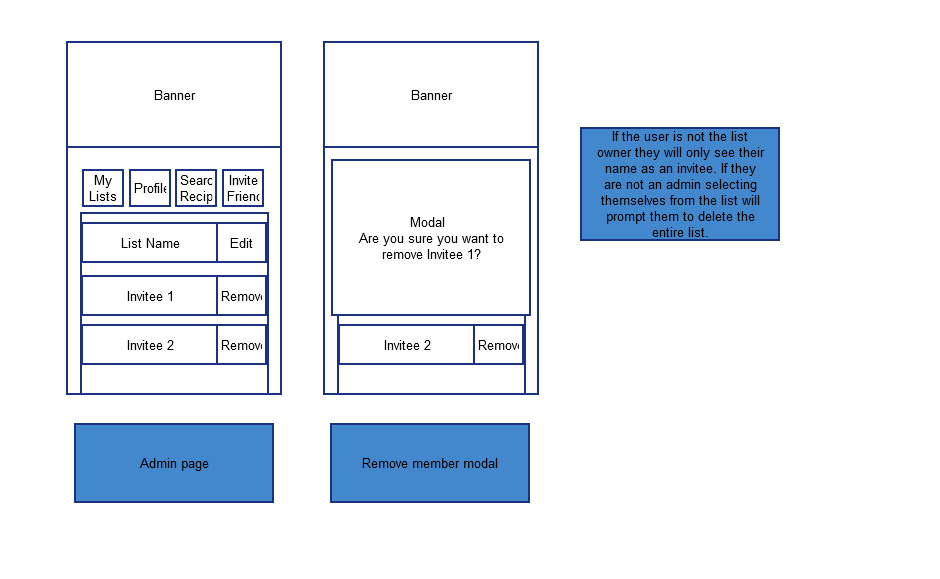 Banner
My
Lists
Profile
Searc
Recip
Invite
Frienc
List Name
Edit
Invitee 1
Remov
Invitee 2
Remov
Admin page
Banner
Modal
Are you sure you want to
remove Invitee 1?
Invitee 2
Remov
Remove member modal
If the user is not the list
owner they will only see their
name as an invitee. If they
are not an admin selecting
themselves from the list will
prompt them to delete the
entire list.